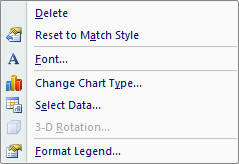 Delete
Reset to Match Style
Font...
Change Chart Type...
Select Data...
3-D Rotation...
Format Legend...